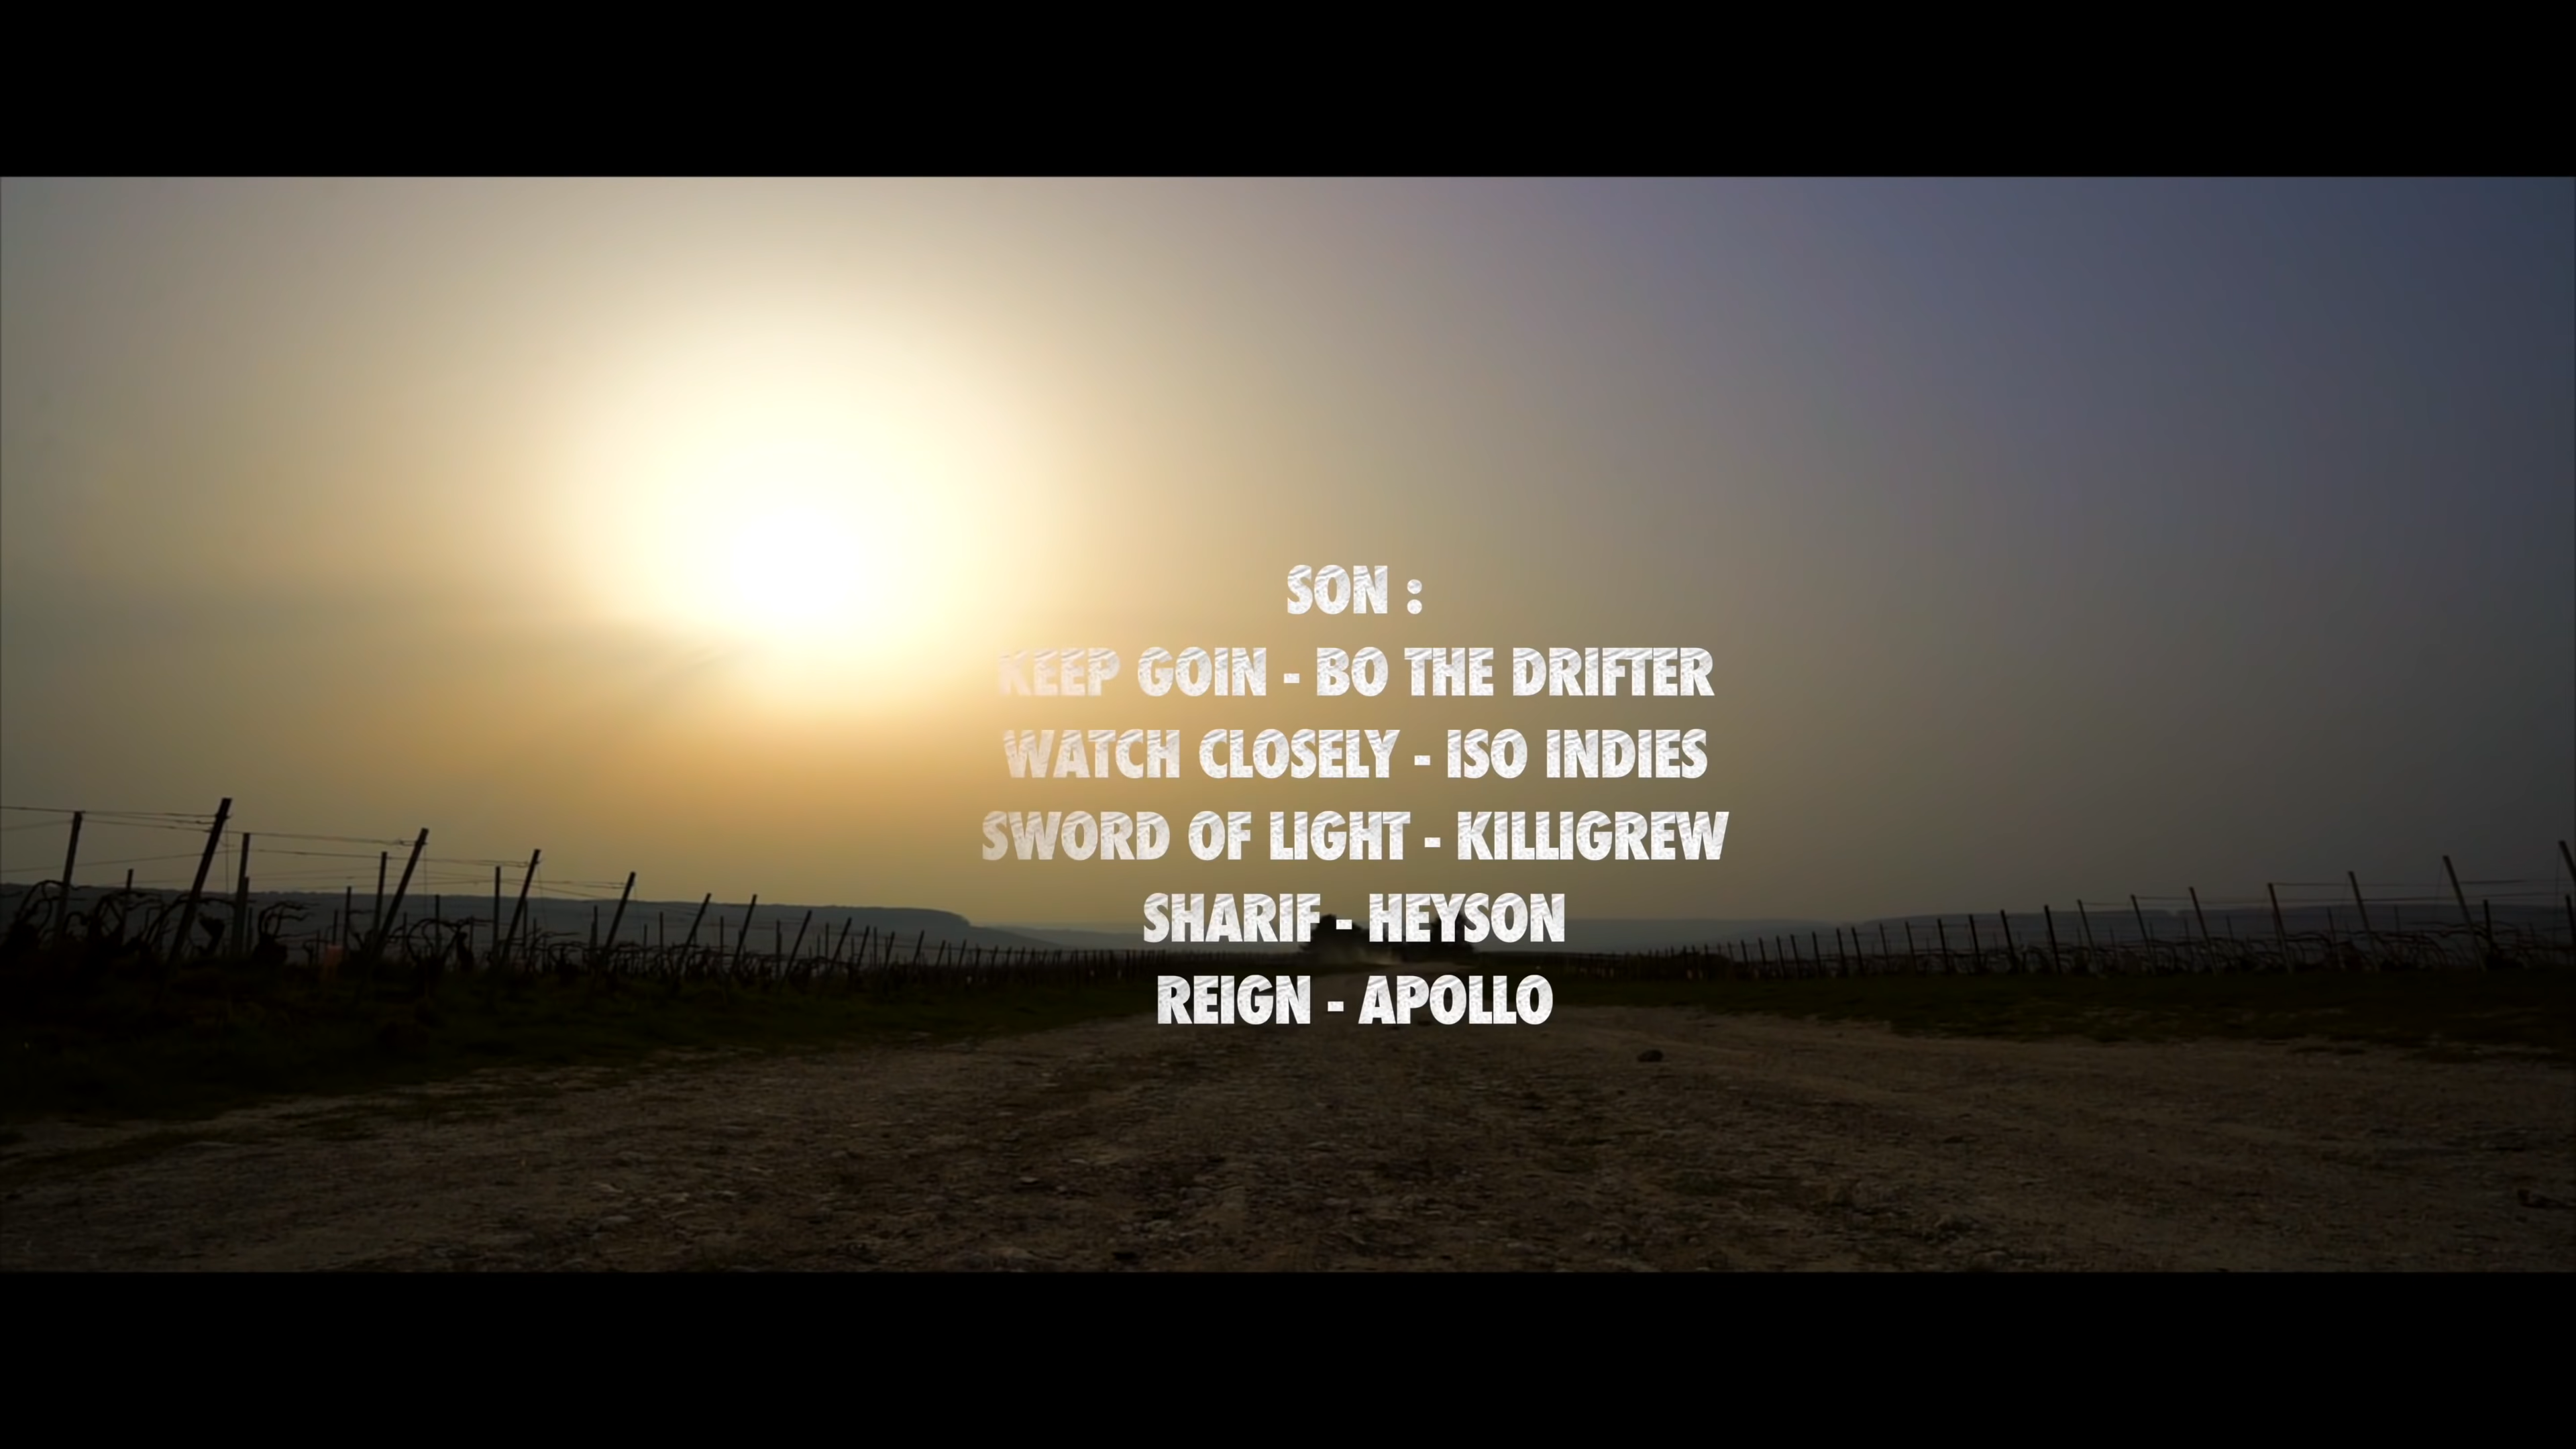 SON :
KEEP GOIN - BO THE DRIFTER
WATCH CLOSELY - ISO INDIES
SWORD OF LIGHT - KILLIGREW
SHARIF - HEYSON
REIGN - APOLLO